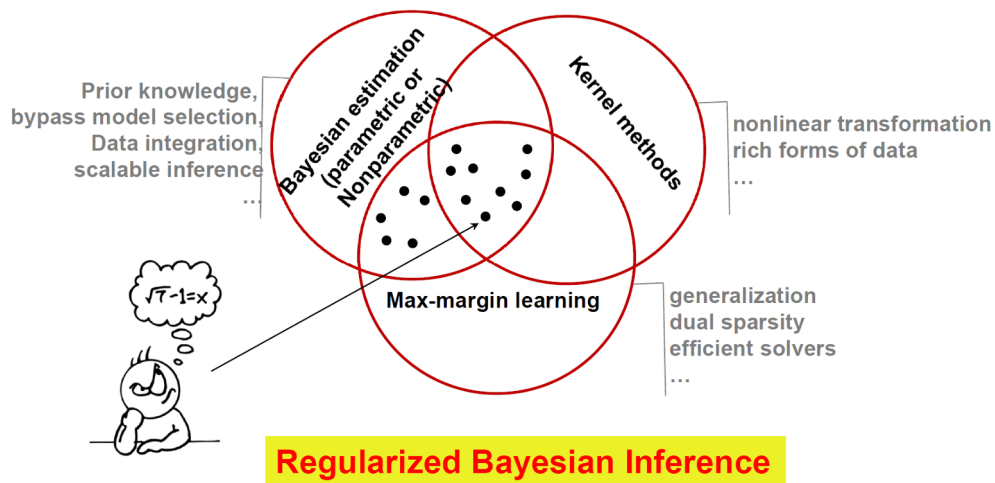 Prior knowledge,
bypass model selection,
Data integration,
scalable inference
...
Bayesian estimation
(parametric or
Nonparametric)
Kernel methods
nonlinear transformation
rich forms of data
...
Max-margin learning
generalization
dual sparsity
efficient solvers
...
√7-1=x
Regularized Bayesian Inference